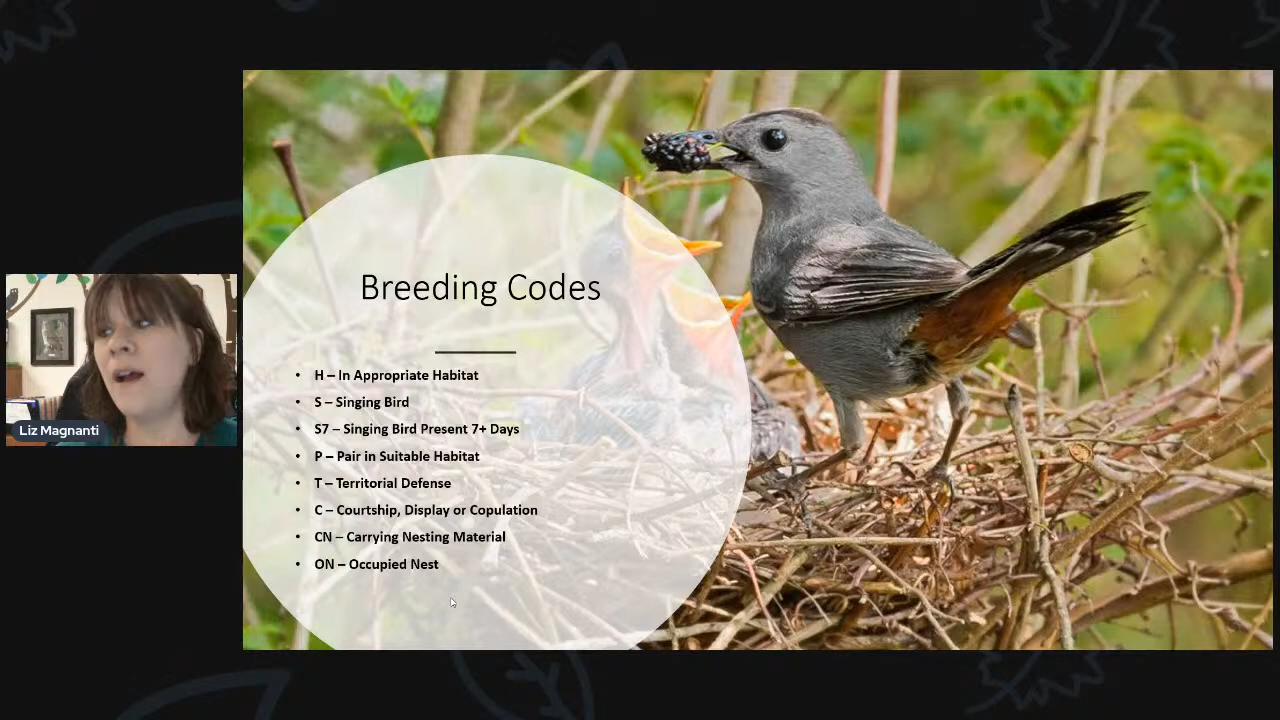 Breeding Codes
• H – In Appropriate Habitat
• S – Singing Bird
• S7 – Singing Bird Present 7+ Days
• P – Pair in Suitable Habitat
• T – Territorial Defense
• C – Courtship, Display or Copulation
• CN – Carrying Nesting Material
• ON – Occupied Nest
Liz Magnanti